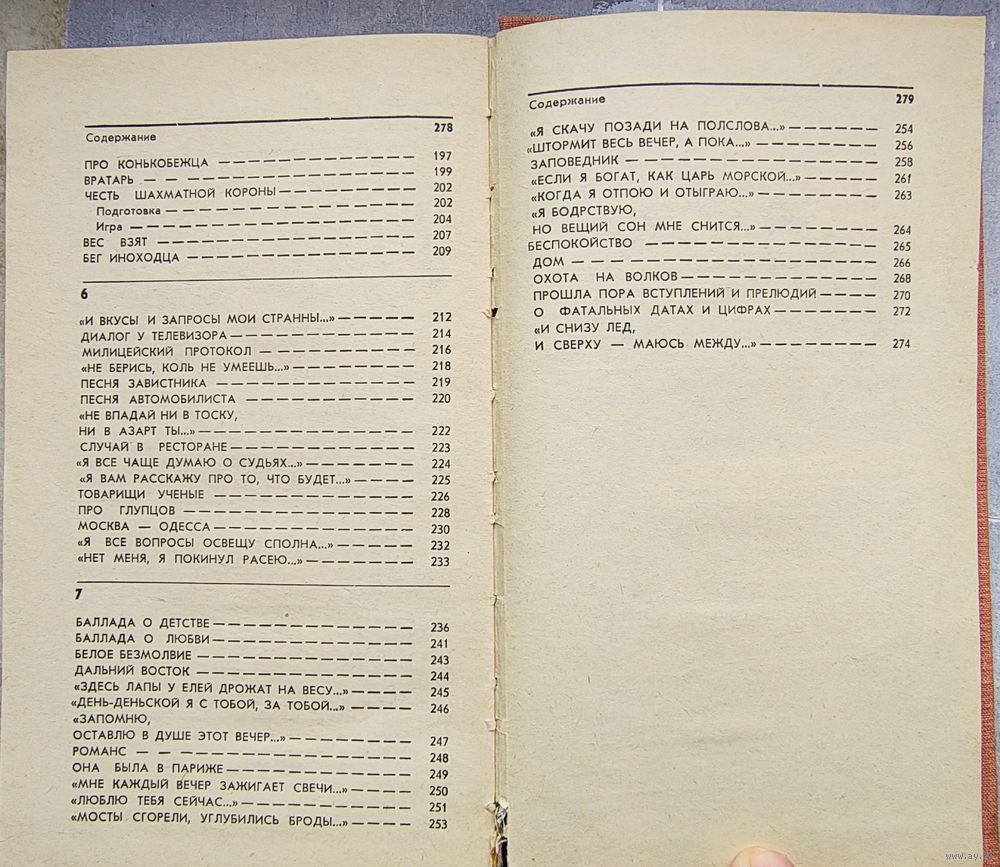 278
Содержание
ПРО КОНЬКОБЕЖЦА — — — — — — — — — — 197
ВРАТАРЬ — — — — — — — — — — 199
ЧЕСТЬ ШАХМАТНОЙ КОРОНЫ — — — — — — — 202
Подготовка — — — — — — — — — — 202
Игра — — — — — — — — — — 204
ВЕС ВЗЯТ — — — — — — — — — — 207
БЕГ ИНОХОДЦА — — — — — — — — — — 209
6
«И ВКУСЫ И ЗАПРОСЫ МОИ СТРАННЫ...» — — — — 212
ДИАЛОГ У ТЕЛЕВИЗОРА — — — — — — — — — 214
МИЛИЦЕЙСКИЙ ПРОТОКОЛ — — — — — — — — 216
«НЕ БЕРИСЬ, КОЛЬ НЕ УМЕЕШЬ...» — — — — — — 218
ПЕСНЯ ЗАВИСТНИКА — — — — — — — — — — 219
ПЕСНЯ АВТОМОБИЛИСТА — — — — — — — — 220
«НЕ ВПАДАЙ НИ В ТОСКУ,
НИ В АЗАРТ ТЫ...» — — — — — — — — — 222
СЛУЧАЙ В РЕСТОРАНЕ — — — — — — — — — 223
«Я ВСЕ ЧАЩЕ ДУМАЮ О СУДЬЯХ...» — — — — — 224
«Я ВАМ РАССКАЖУ ПРО ТО, ЧТО БУДЕТ...» — — — 225
ТОВАРИЩИ УЧЕНЫЕ — — — — — — — — — — 226
ПРО ГЛУПЦОВ — — — — — — — — — — 228
МОСКВА — ОДЕССА — — — — — — — — — — 230
«Я ВСЕ ВОПРОСЫ ОСВЕЩУ СПОЛНА...» — — — — 232
«НЕТ МЕНЯ, Я ПОКИНУЛ РАСЕЮ...» — — — — — 233
7
БАЛЛАДА О ДЕТСТВЕ — — — — — — — — — — 236
БАЛЛАДА О ЛЮБВИ — — — — — — — — — — 241
БЕЛОЕ БЕЗМОЛВИЕ — — — — — — — — — — 243
ДАЛЬНИЙ ВОСТОК — — — — — — — — — — 244
«ЗДЕСЬ ЛАПЫ У ЕЛЕЙ ДРОЖАТ НА ВЕСУ...» — — — 245
«ДЕНЬ-ДЕНЬСКОЙ Я С ТОБОЙ, ЗА ТОБОЙ...» — — — 246
«ЗАПОМНЮ,
ОСТАВЛЮ В ДУШЕ ЭТОТ ВЕЧЕР...» — — — — — — 247
РОМАНС — — — — — — — — — — 248
ОНА БЫЛА В ПАРИЖЕ — — — — — — — — — 249
«МНЕ КАЖДЫЙ ВЕЧЕР ЗАЖИГАЕТ СВЕЧИ...» — — — 250
«ЛЮБЛЮ ТЕБЯ СЕЙЧАС...» — — — — — — — — 251
«МОСТЫ СГОРЕЛИ, УГЛУБИЛИСЬ БРОДЫ...» — — — 253
279
Содержание
«Я СКАЧУ ПОЗАДИ НА ПОЛСЛОВА...» — — — — 254
«ШТОРМИТ ВЕСЬ ВЕЧЕР, А ПОКА...» — — — — — 256
ЗАПОВЕДНИК — — — — — — — — — — 258
«ЕСЛИ Я БОГАТ, КАК ЦАРЬ МОРСКОЙ...» — — — 261
«КОГДА Я ОТПОЮ И ОТЫГРАЮ...» — — — — — 263
«Я БОДРСТВУЮ,
НО ВЕЩИЙ СОН МНЕ СНИТСЯ...» — — — — — 264
БЕСПОКОЙСТВО — — — — — — — — — 265
ДОМ — — — — — — — — — — 266
ОХОТА НА ВОЛКОВ — — — — — — — — 268
ПРОШЛА ПОРА ВСТУПЛЕНИЙ И ПРЕЛЮДИЙ — — — 270
О ФАТАЛЬНЫХ ДАТАХ И ЦИФРАХ — — — — — 272
«И СНИЗУ ЛЕД,
И СВЕРХУ — МАЮСЬ МЕЖДУ...» — — — — — 274